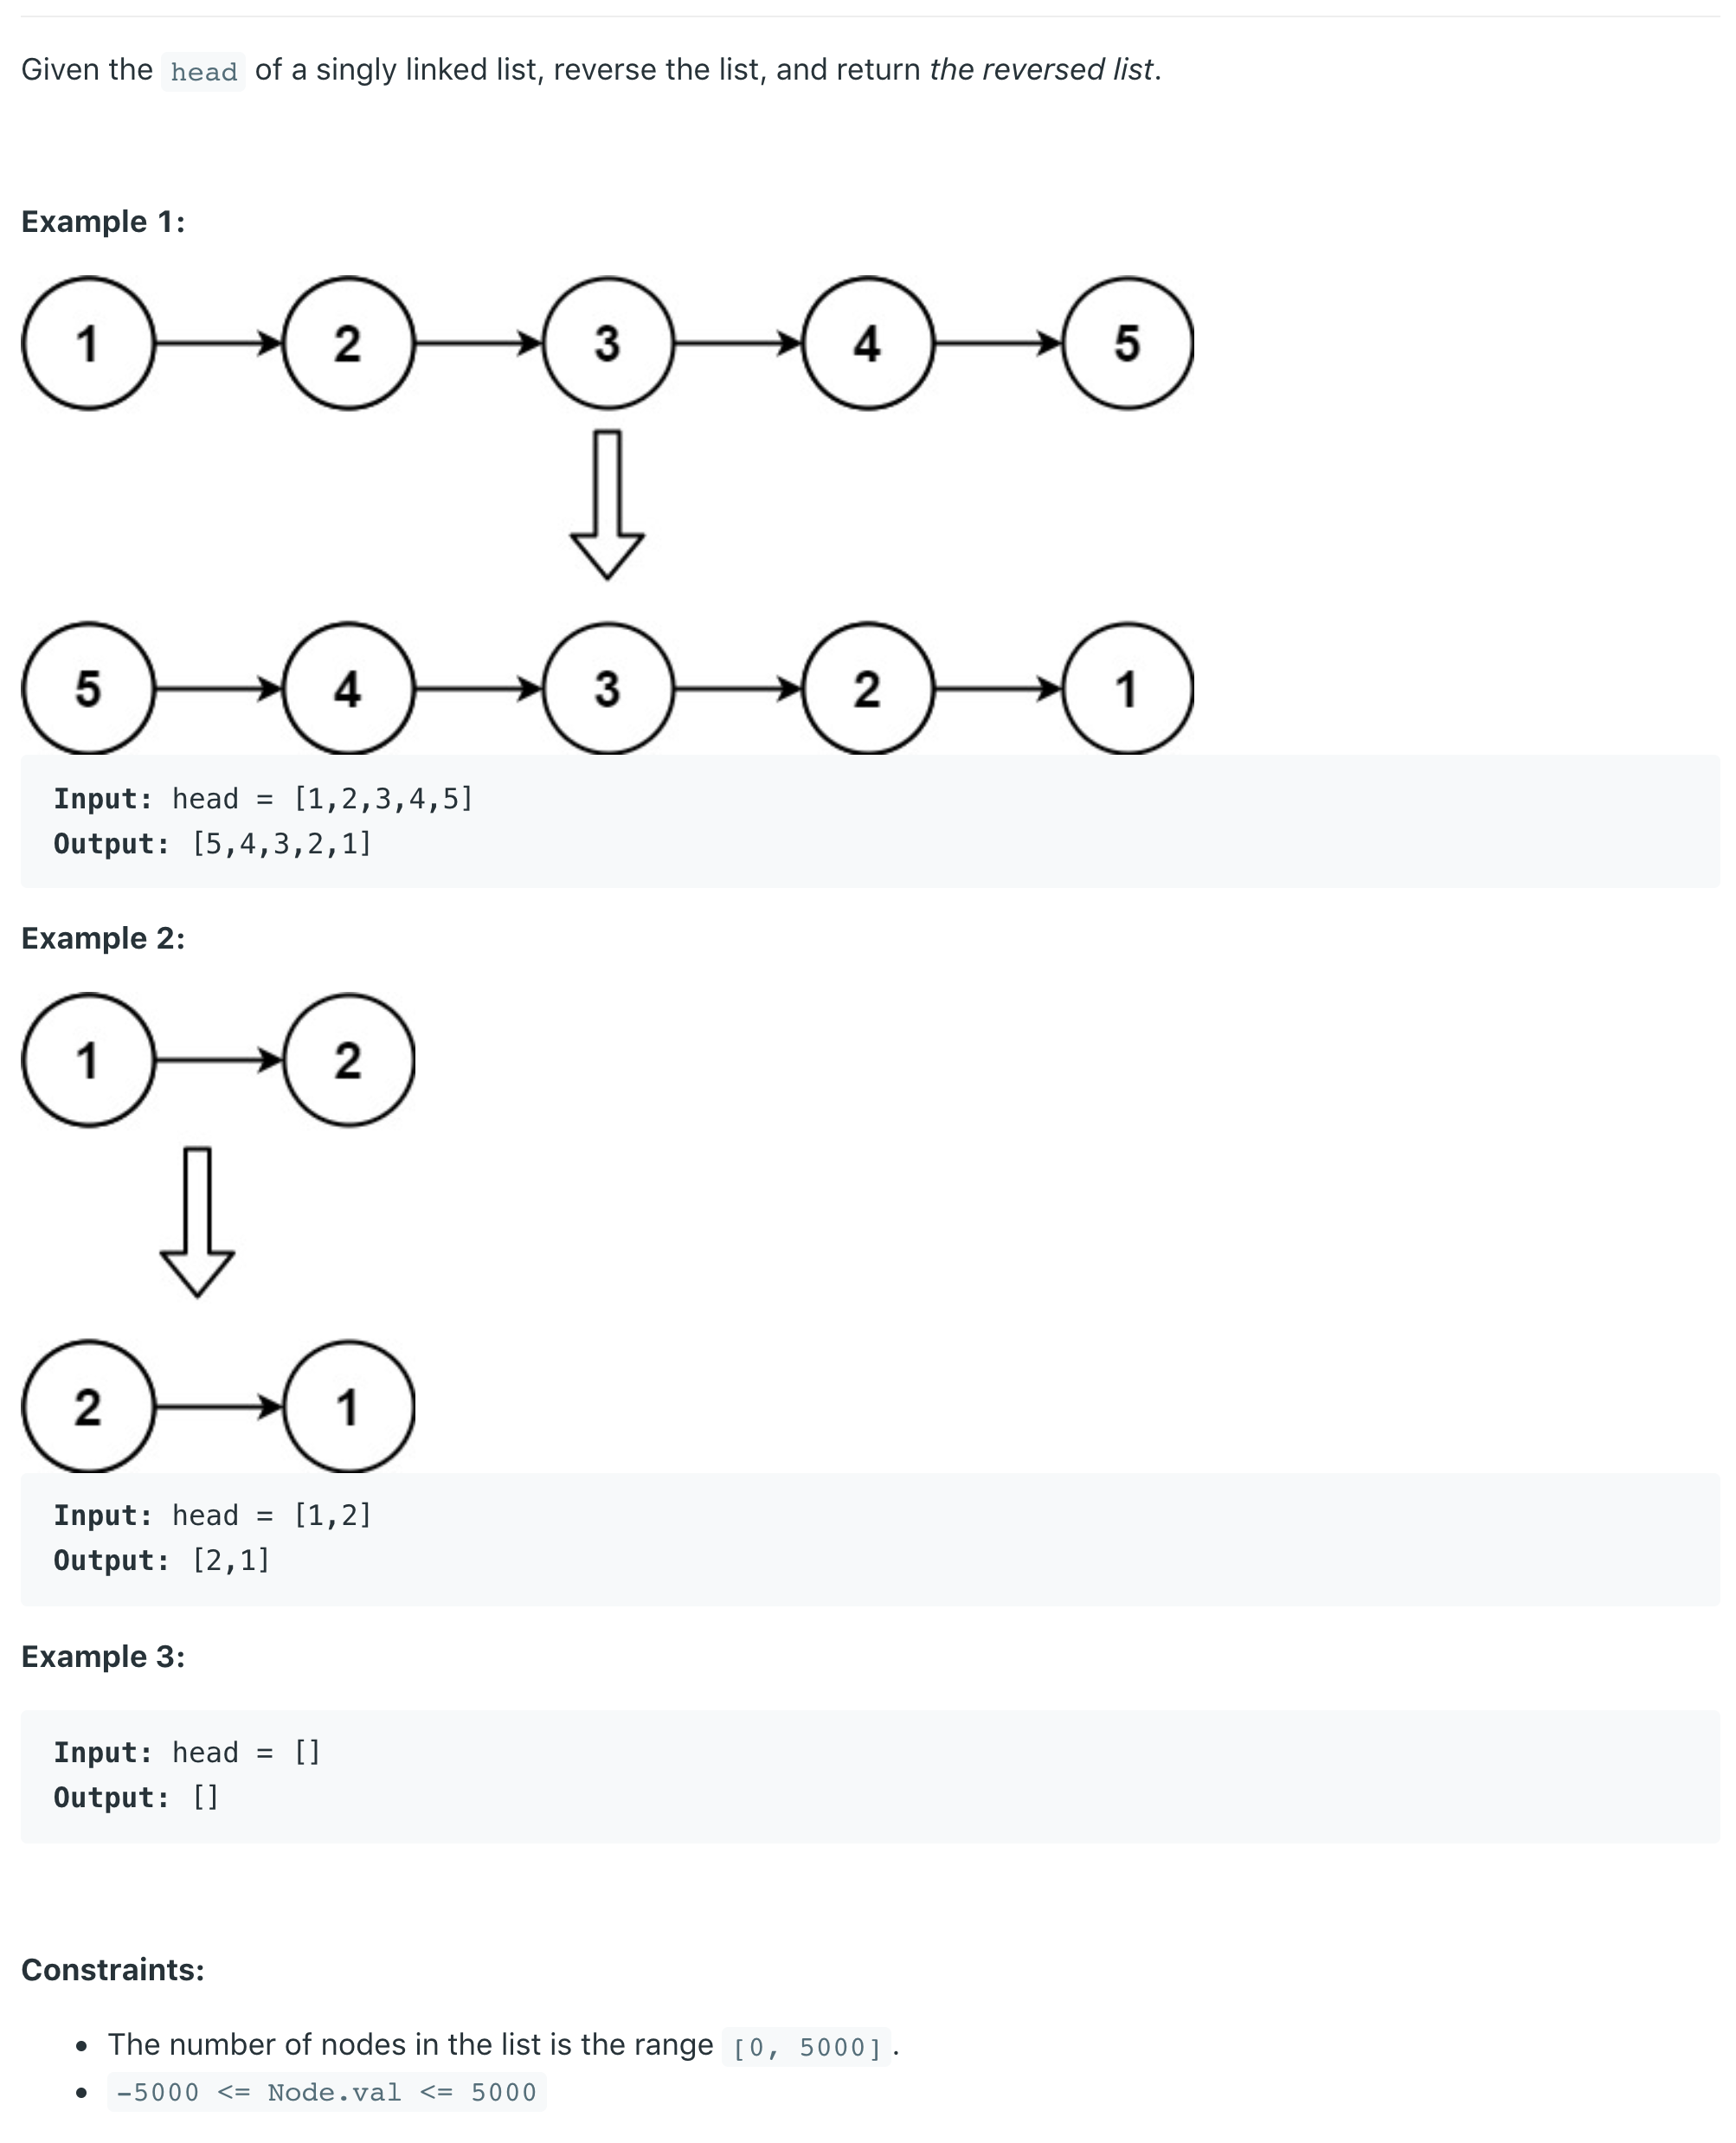 Given the head of a singly linked list, reverse the list, and return the reversed list.
Example 1:
1 2 3 4 5
5 4 3 2 1
Input: head = [1,2,3,4,5]
Output: [5,4,3,2,1]
Example 2:
1 2
2 1
Input: head = [1,2]
Output: [2,1]
Example 3:
Input: head = []
Output: []
Constraints:
• The number of nodes in the list is the range [0, 5000].
• -5000 <= Node.val <= 5000